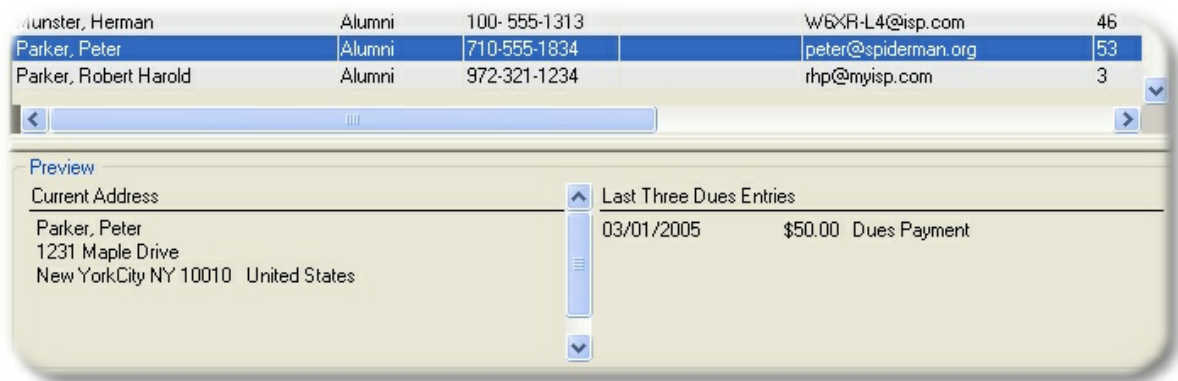 Munster, Herman Alumni 100- 555-1313 W6XR-L4@isp.com 46
Parker, Peter Alumni 710-555-1834 peter@spiderman.org 53
Parker, Robert Harold Alumni 972-321-1234 rhp@myisp.com 3
Preview
Current Address Last Three Dues Entries
Parker, Peter 03/01/2005 $50.00 Dues Payment
1231 Maple Drive
New YorkCity NY 10010 United States